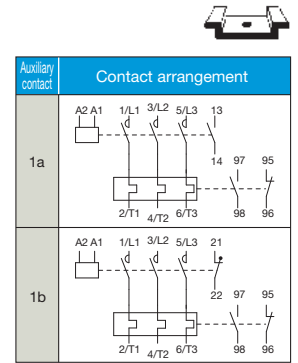 Auxiliary contact
Contact arrangement
1a
A2 A1 1/L1 3/L2 5/L3 13
14 97 95
2/T1 4/T2 6/T3 98 96
1b
A2 A1 1/L1 3/L2 5/L3 21
22 97 95
2/T1 4/T2 6/T3 98 96